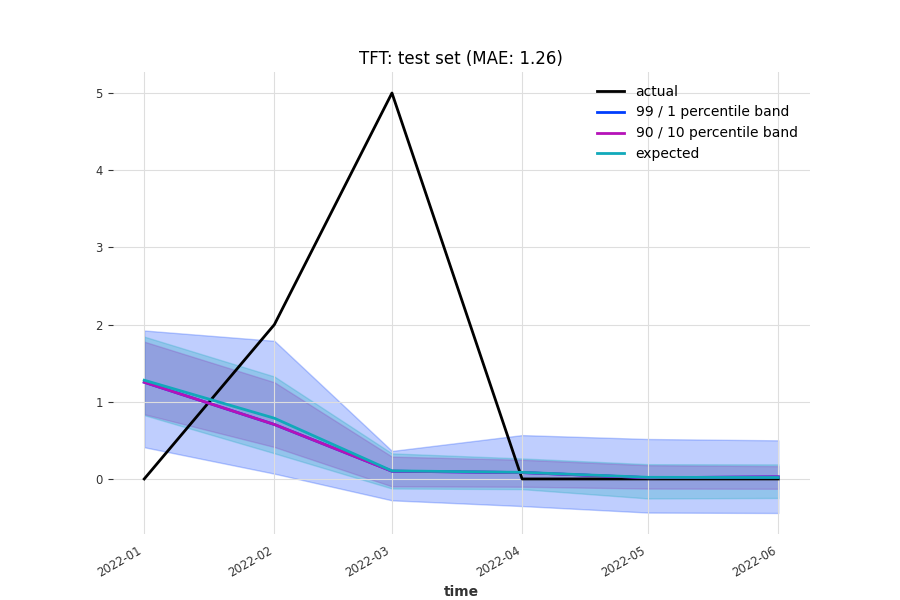 TFT: test set (MAE: 1.26)
actual
99 / 1 percentile band
90 / 10 percentile band
expected
5
4
3
2
1
0
2022-01
2022-02
2022-03
2022-04
2022-05
2022-06
time